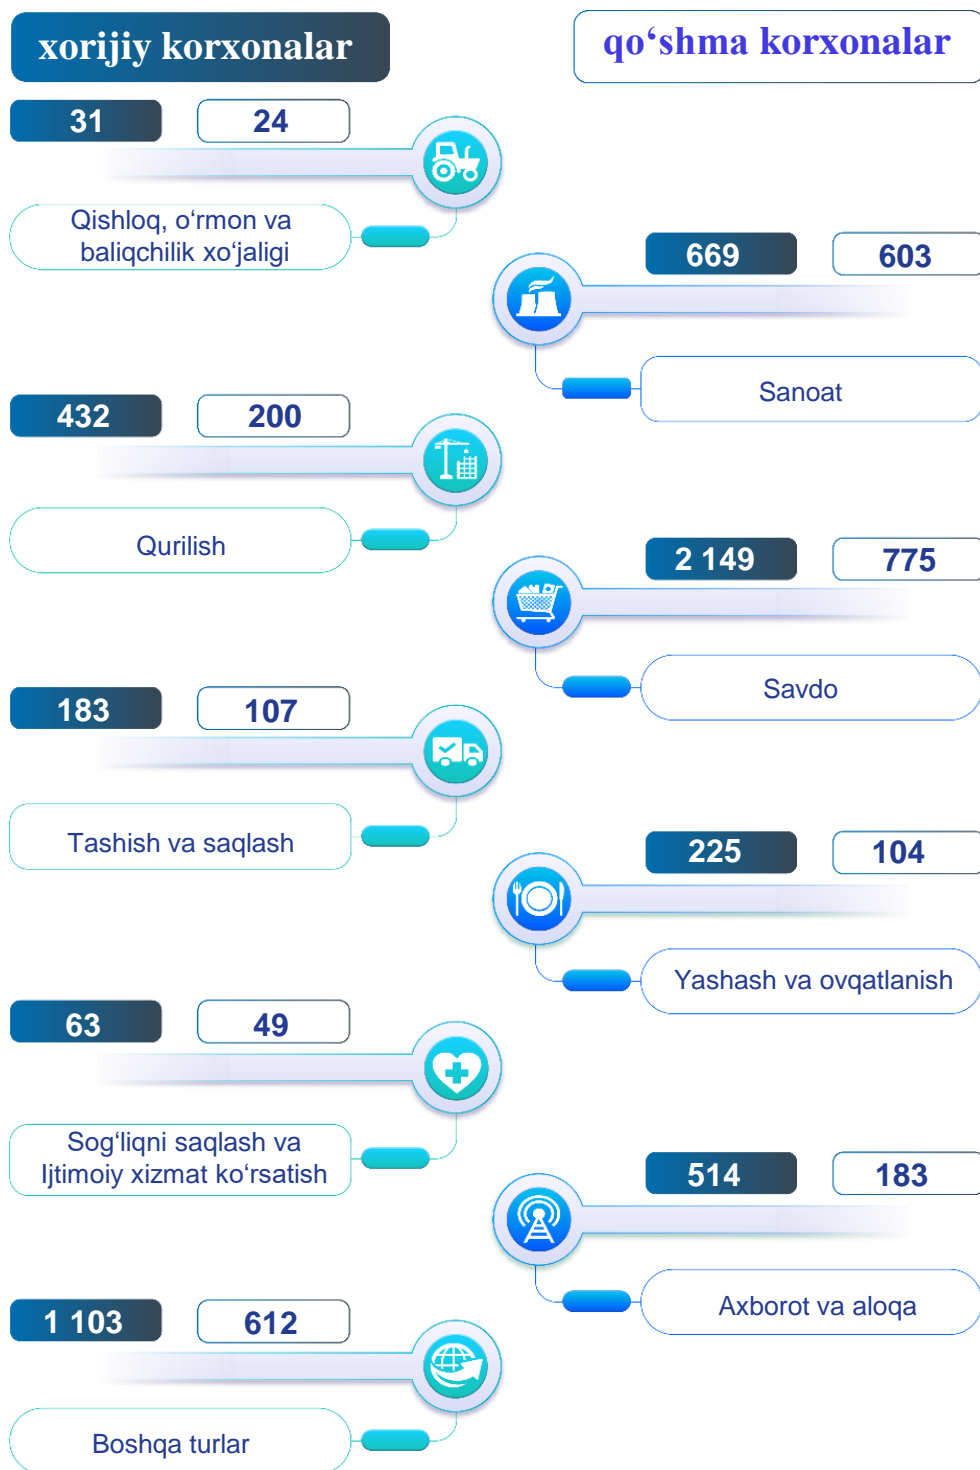 xorijiy korxonalar
qo‘shma korxonalar
31 24
Qishloq, o‘rmon va
baliqchilik xo‘jaligi
669 603
Sanoat
432 200
Qurilish
2 149 775
Savdo
183 107
Tashish va saqlash
225 104
Yashash va ovqatlanish
63 49
Sog‘liqni saqlash va
Ijtimoiy xizmat ko‘rsatish
514 183
Axborot va aloqa
1 103 612
Boshqa turlar